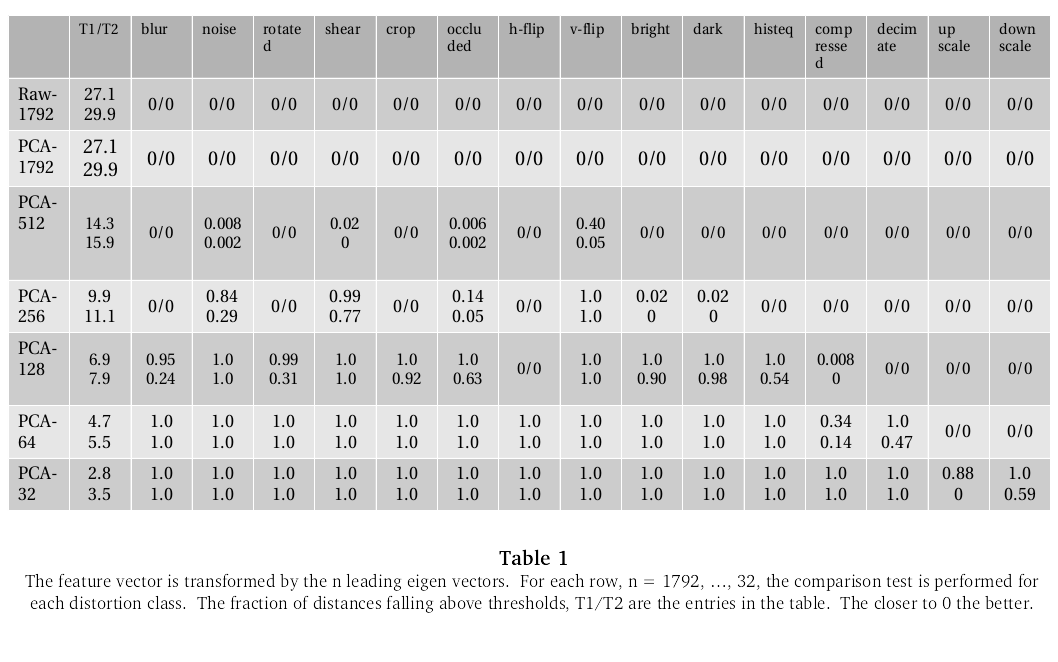 T1/T2 blur noise rotate d shear crop occlu ded h-flip v-flip bright dark histeq comp resse d decim ate up scale down scale
Raw-1792 27.1 29.9 0/0 0/0 0/0 0/0 0/0 0/0 0/0 0/0 0/0 0/0 0/0 0/0 0/0 0/0 0/0
PCA-1792 27.1 29.9 0/0 0/0 0/0 0/0 0/0 0/0 0/0 0/0 0/0 0/0 0/0 0/0 0/0 0/0 0/0
PCA-512 14.3 15.9 0/0 0.008 0.002 0/0 0.02 0 0/0 0.006 0.002 0/0 0.40 0.05 0/0 0/0 0/0 0/0 0/0 0/0 0/0
PCA-256 9.9 11.1 0/0 0.84 0.29 0/0 0.99 0.77 0/0 0.14 0.05 0/0 1.0 1.0 0.02 0 0.02 0 0/0 0/0 0/0 0/0 0/0
PCA-128 6.9 7.9 0.95 0.24 1.0 1.0 0.99 0.31 1.0 1.0 1.0 0.92 1.0 0.63 0/0 1.0 1.0 1.0 0.90 1.0 0.98 1.0 0.54 0.008 0 0/0 0/0 0/0
PCA-64 4.7 5.5 1.0 1.0 1.0 1.0 1.0 1.0 1.0 1.0 1.0 1.0 1.0 1.0 1.0 1.0 1.0 1.0 1.0 1.0 1.0 1.0 1.0 1.0 0.34 0.14 1.0 0.47 0/0 0/0
PCA-32 2.8 3.5 1.0 1.0 1.0 1.0 1.0 1.0 1.0 1.0 1.0 1.0 1.0 1.0 1.0 1.0 1.0 1.0 1.0 1.0 1.0 1.0 1.0 1.0 1.0 1.0 1.0 1.0 0.88 0 1.0 0.59
Table 1
The feature vector is transformed by the n leading eigen vectors. For each row, n = 1792, ..., 32, the comparison test is performed for
each distortion class. The fraction of distances falling above thresholds, T1/T2 are the entries in the table. The closer to 0 the better.